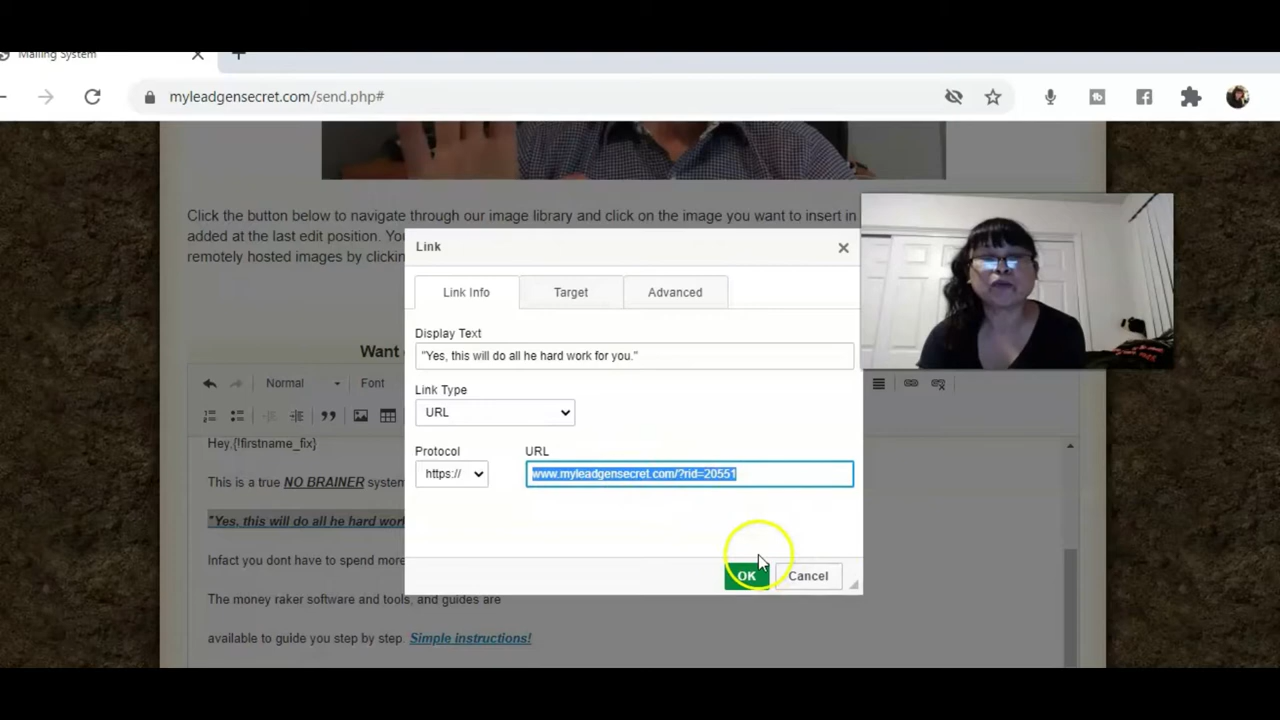 Mailing System
myleadgensecret.com/send.php#
Click the button below to navigate through our image library and click on the image you want to insert in
added at the last edit position. You
remotely hosted images by clickin
Link
Link Info
Target
Advanced
Display Text
"Yes, this will do all he hard work for you."
Link Type
URL
Protocol
URL
https://
www.myleadgensecret.com/?rid=20551
OK
Cancel
Want
Normal
Font
Hey,{!firstname_fix}
This is a true NO BRAINER system
"Yes, this will do all he hard work
Infact you dont have to spend more
The money raker software and tools, and guides are
available to guide you step by step. Simple instructions!